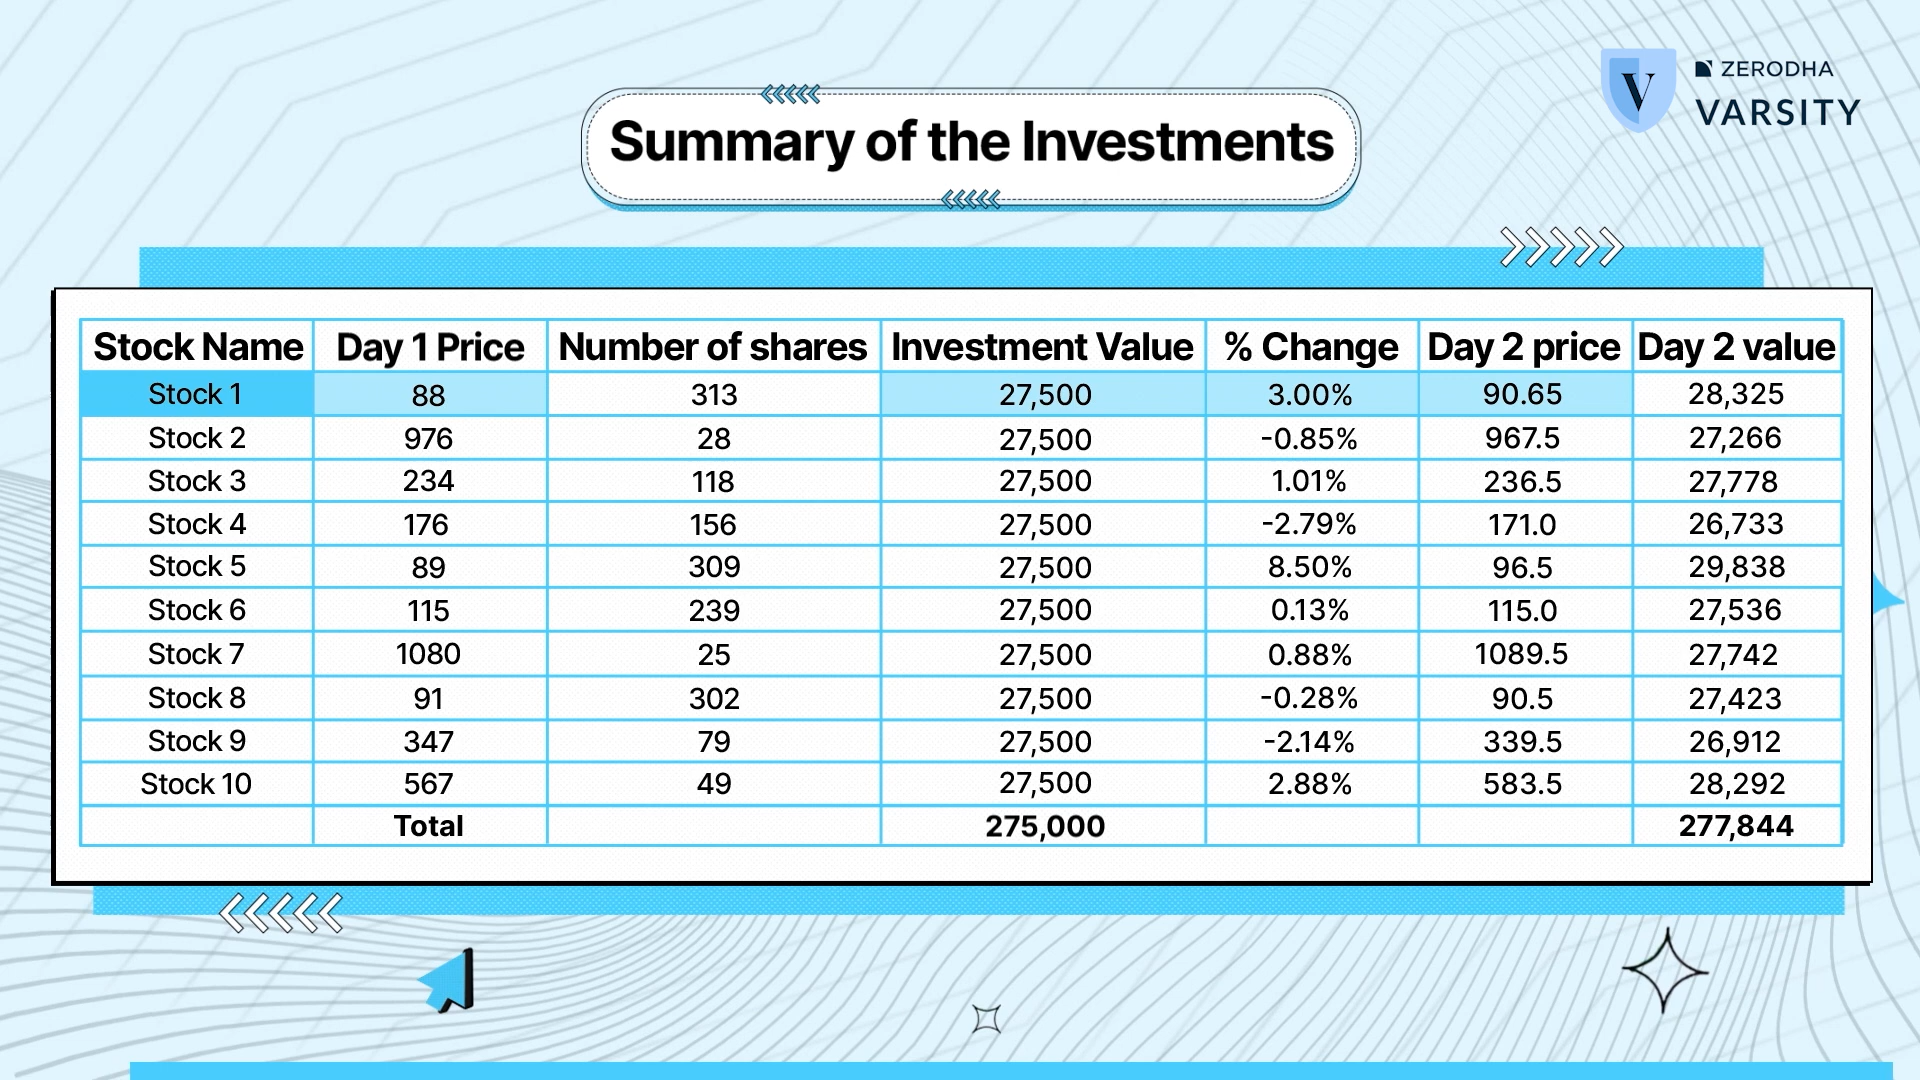 ZERODHA
VARSITY
Summary of the Investments
Stock Name Day 1 Price Number of shares Investment Value % Change Day 2 price Day 2 value
Stock 1 88 313 27,500 3.00% 90.65 28,325
Stock 2 976 28 27,500 -0.85% 967.5 27,266
Stock 3 234 118 27,500 1.01% 236.5 27,778
Stock 4 176 156 27,500 -2.79% 171.0 26,733
Stock 5 89 309 27,500 8.50% 96.5 29,838
Stock 6 115 239 27,500 0.13% 115.0 27,536
Stock 7 1080 25 27,500 0.88% 1089.5 27,742
Stock 8 91 302 27,500 -0.28% 90.5 27,423
Stock 9 347 79 27,500 -2.14% 339.5 26,912
Stock 10 567 49 27,500 2.88% 583.5 28,292
Total 275,000 277,844